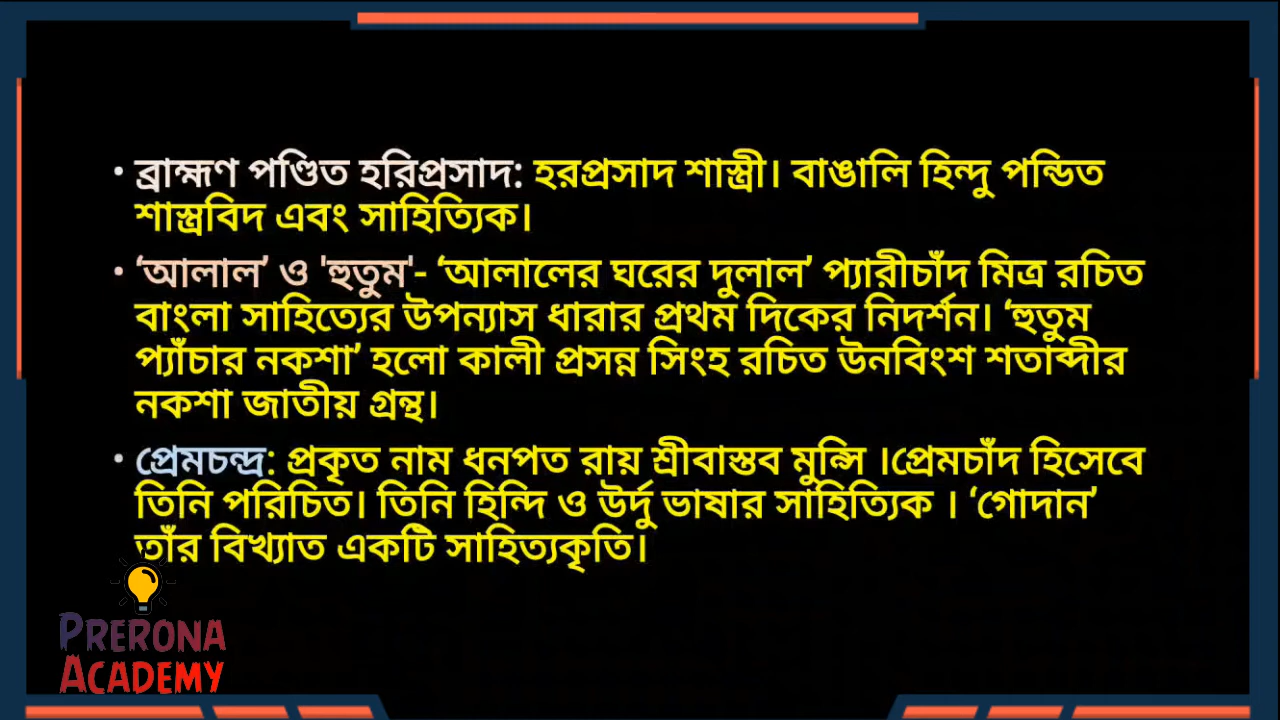 • ব্রাহ্মণ পণ্ডিত হরিপ্রসাদ: হরপ্রসাদ শাস্ত্রী। বাঙালি হিন্দু পন্ডিত
শাস্ত্রবিদ এবং সাহিত্যিক।
• ‘আলাল’ ও 'হুতুম'- ‘আলালের ঘরের দুলাল’ প্যারীচাঁদ মিত্র রচিত
বাংলা সাহিত্যের উপন্যাস ধারার প্রথম দিকের নিদর্শন। ‘হুতুম
প্যাঁচার নকশা’ হলো কালী প্রসন্ন সিংহ রচিত উনবিংশ শতাব্দীর
নকশা জাতীয় গ্রন্থ।
• প্রেমচন্দ্র: প্রকৃত নাম ধনপত রায় শ্রীবাস্তব মুন্সি ।প্রেমচাঁদ হিসেবে
তিনি পরিচিত। তিনি হিন্দি ও উর্দু ভাষার সাহিত্যিক । ‘গোদান’
তাঁর বিখ্যাত একটি সাহিত্যকৃতি।
PRERONA
ACADEMY